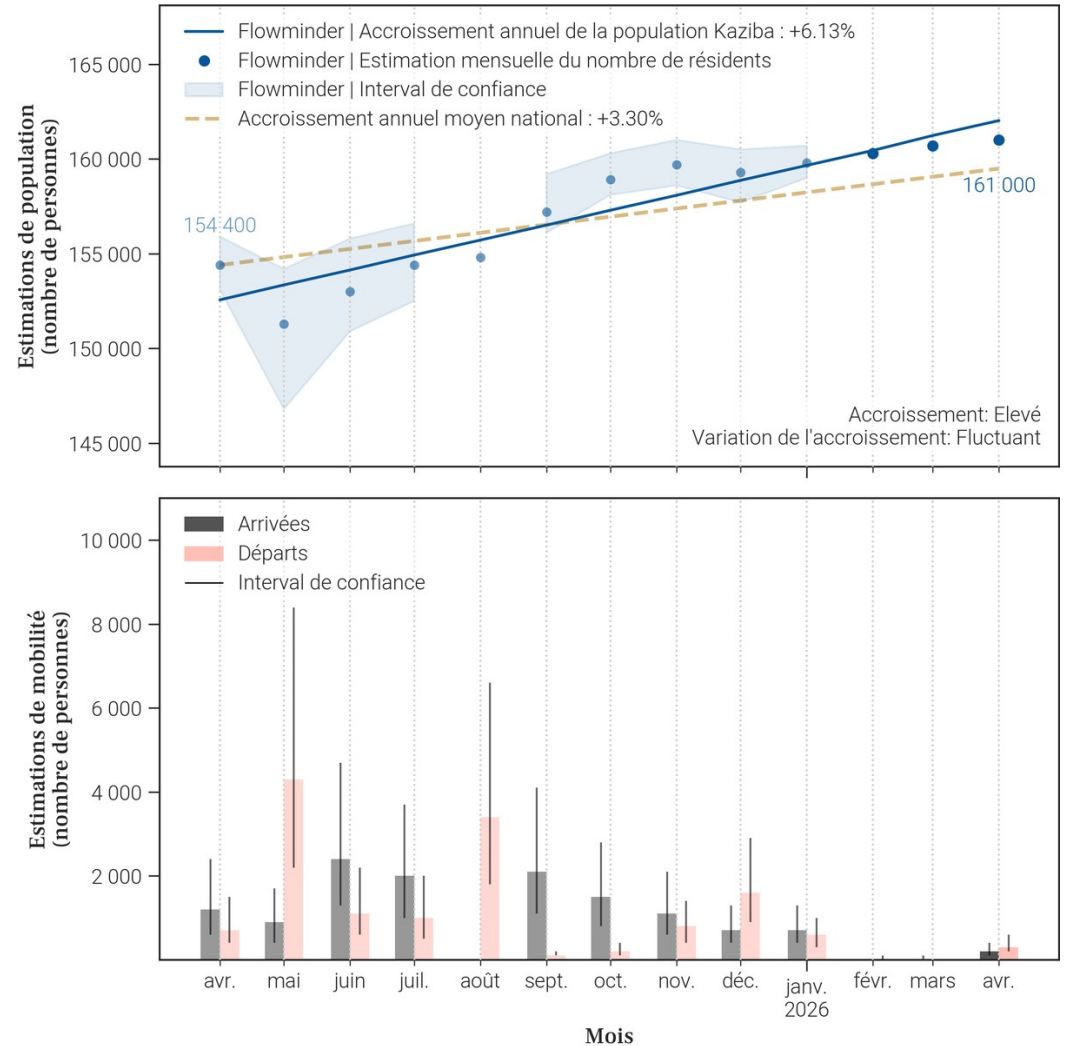 Flowminder | Accroissement annuel de la population Kaziba : +6.13%
Flowminder | Estimation mensuelle du nombre de résidents
Flowminder | Interval de confiance
Accroissement annuel moyen national : +3.30%
Estimations de population
(nombre de personnes)
165 000
160 000
155 000
150 000
145 000
154 400
161 000
Accroissement: Elevé
Variation de l'accroissement: Fluctuant
Arrivées
Départs
Interval de confiance
Estimations de mobilité
(nombre de personnes)
10 000
8 000
6 000
4 000
2 000
avr. mai juin juil. août sept. oct. nov. déc. janv. févr. mars avr.
2026
Mois